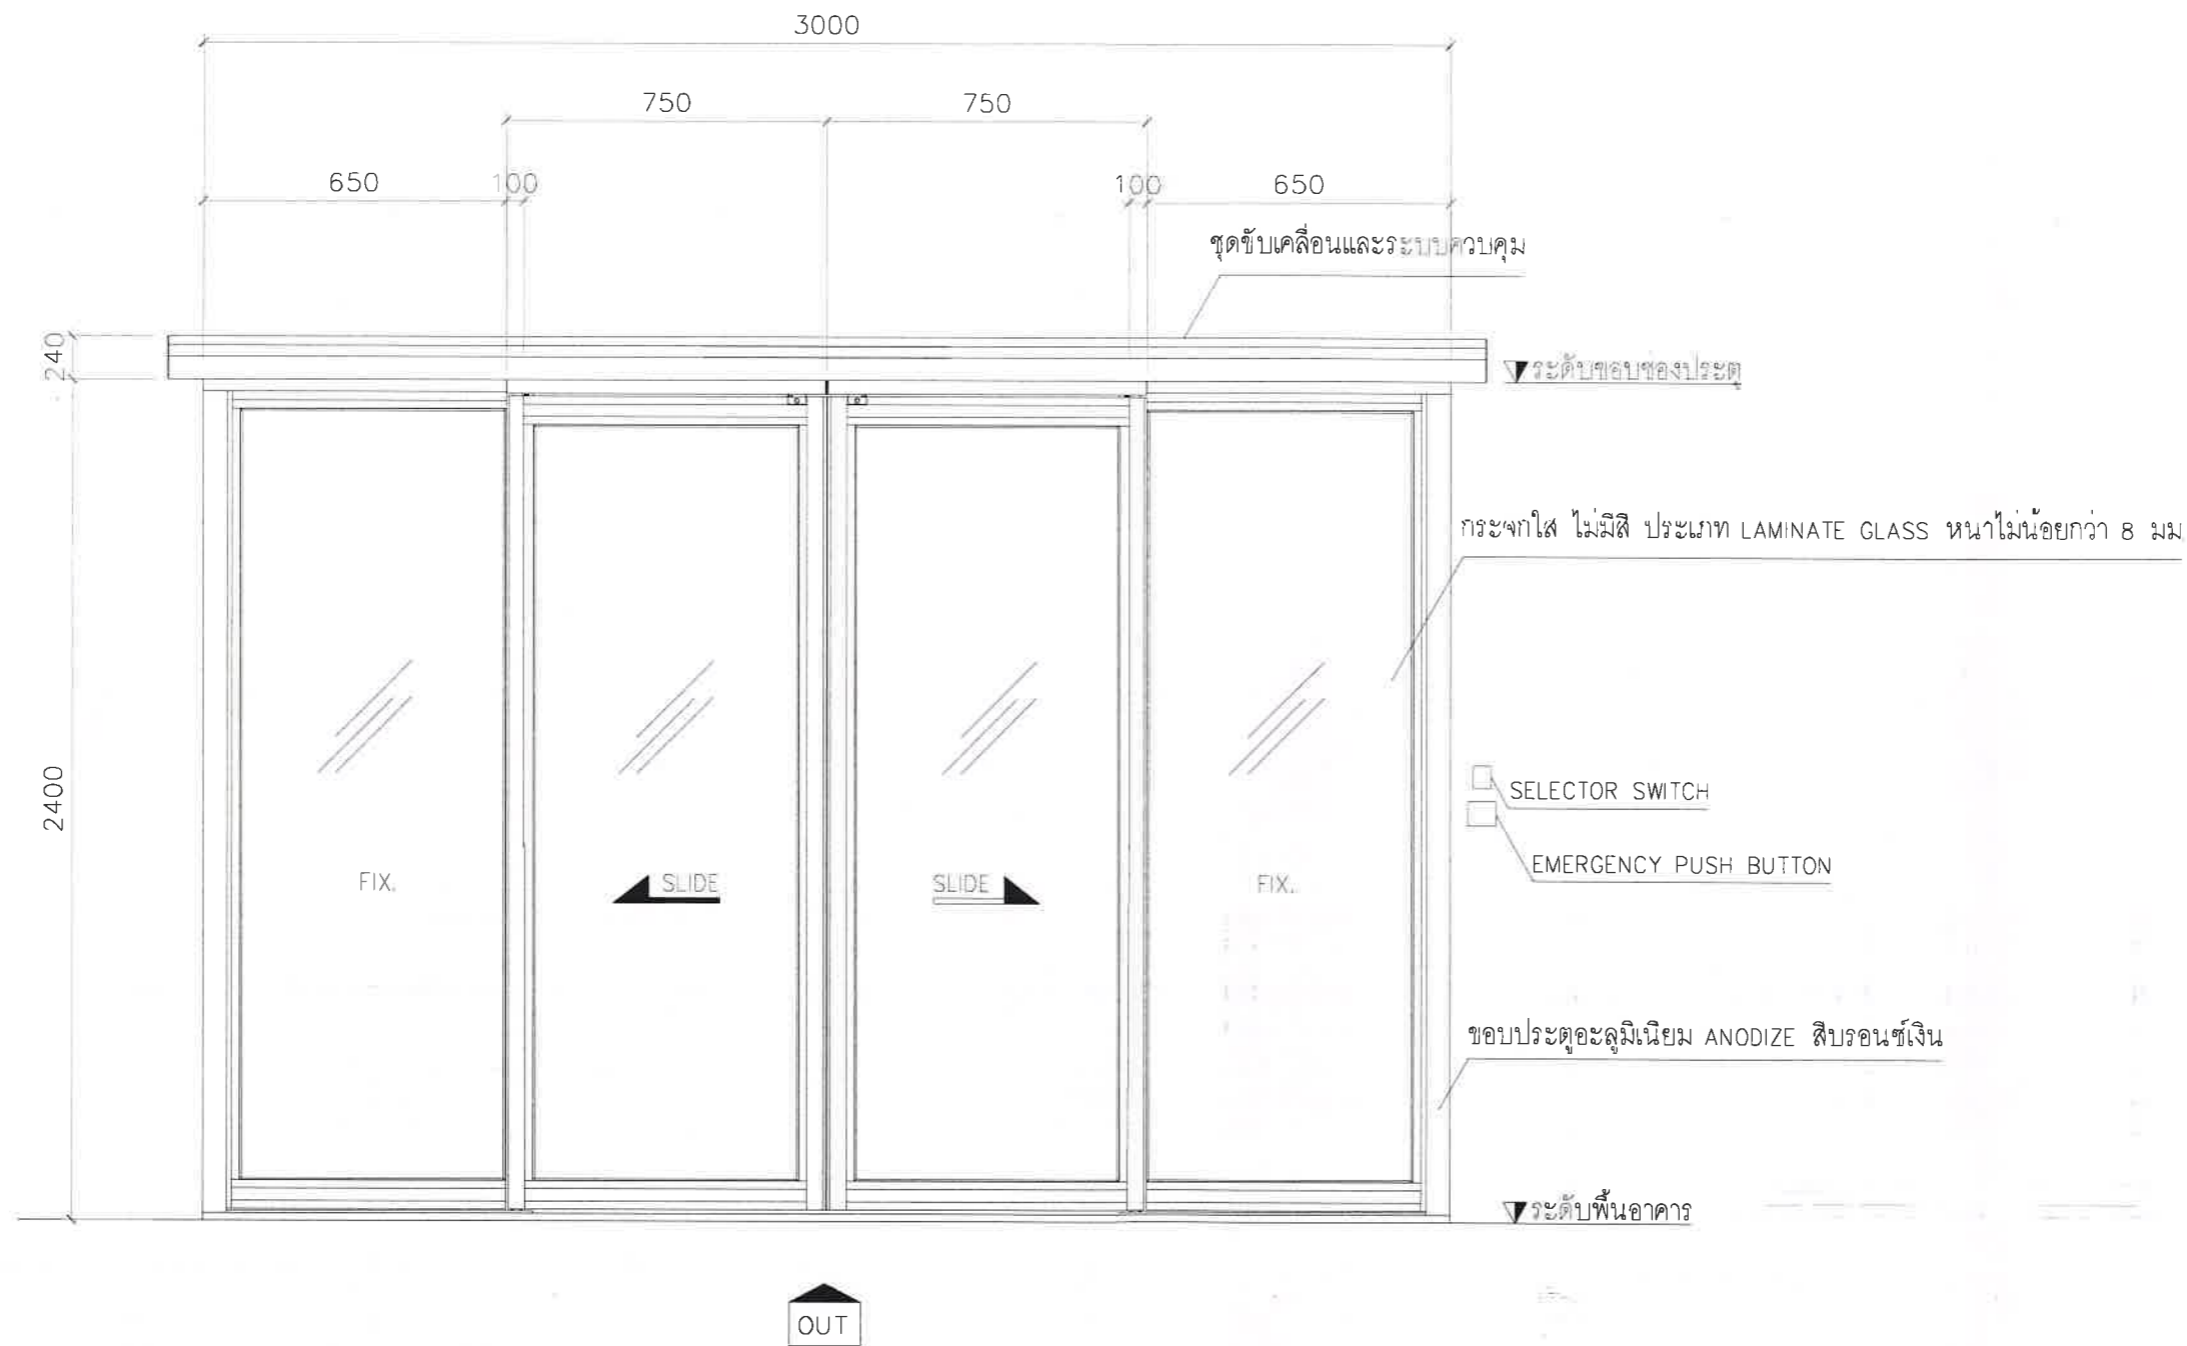 3000
750
750
650
100
100
650
ชุดขับเคลื่อนและระบบควบคุม
240
ระดับขอบช่องประตู
กระจกใส ไม่มีสี ประเภท LAMINATE GLASS หนาไม่น้อยกว่า 8 มม
2400
SELECTOR SWITCH
EMERGENCY PUSH BUTTON
FIX.
SLIDE
SLIDE
FIX.
ขอบประตูอะลูมิเนียม ANODIZE สีบรอนซ์เงิน
ระดับพื้นอาคาร
OUT